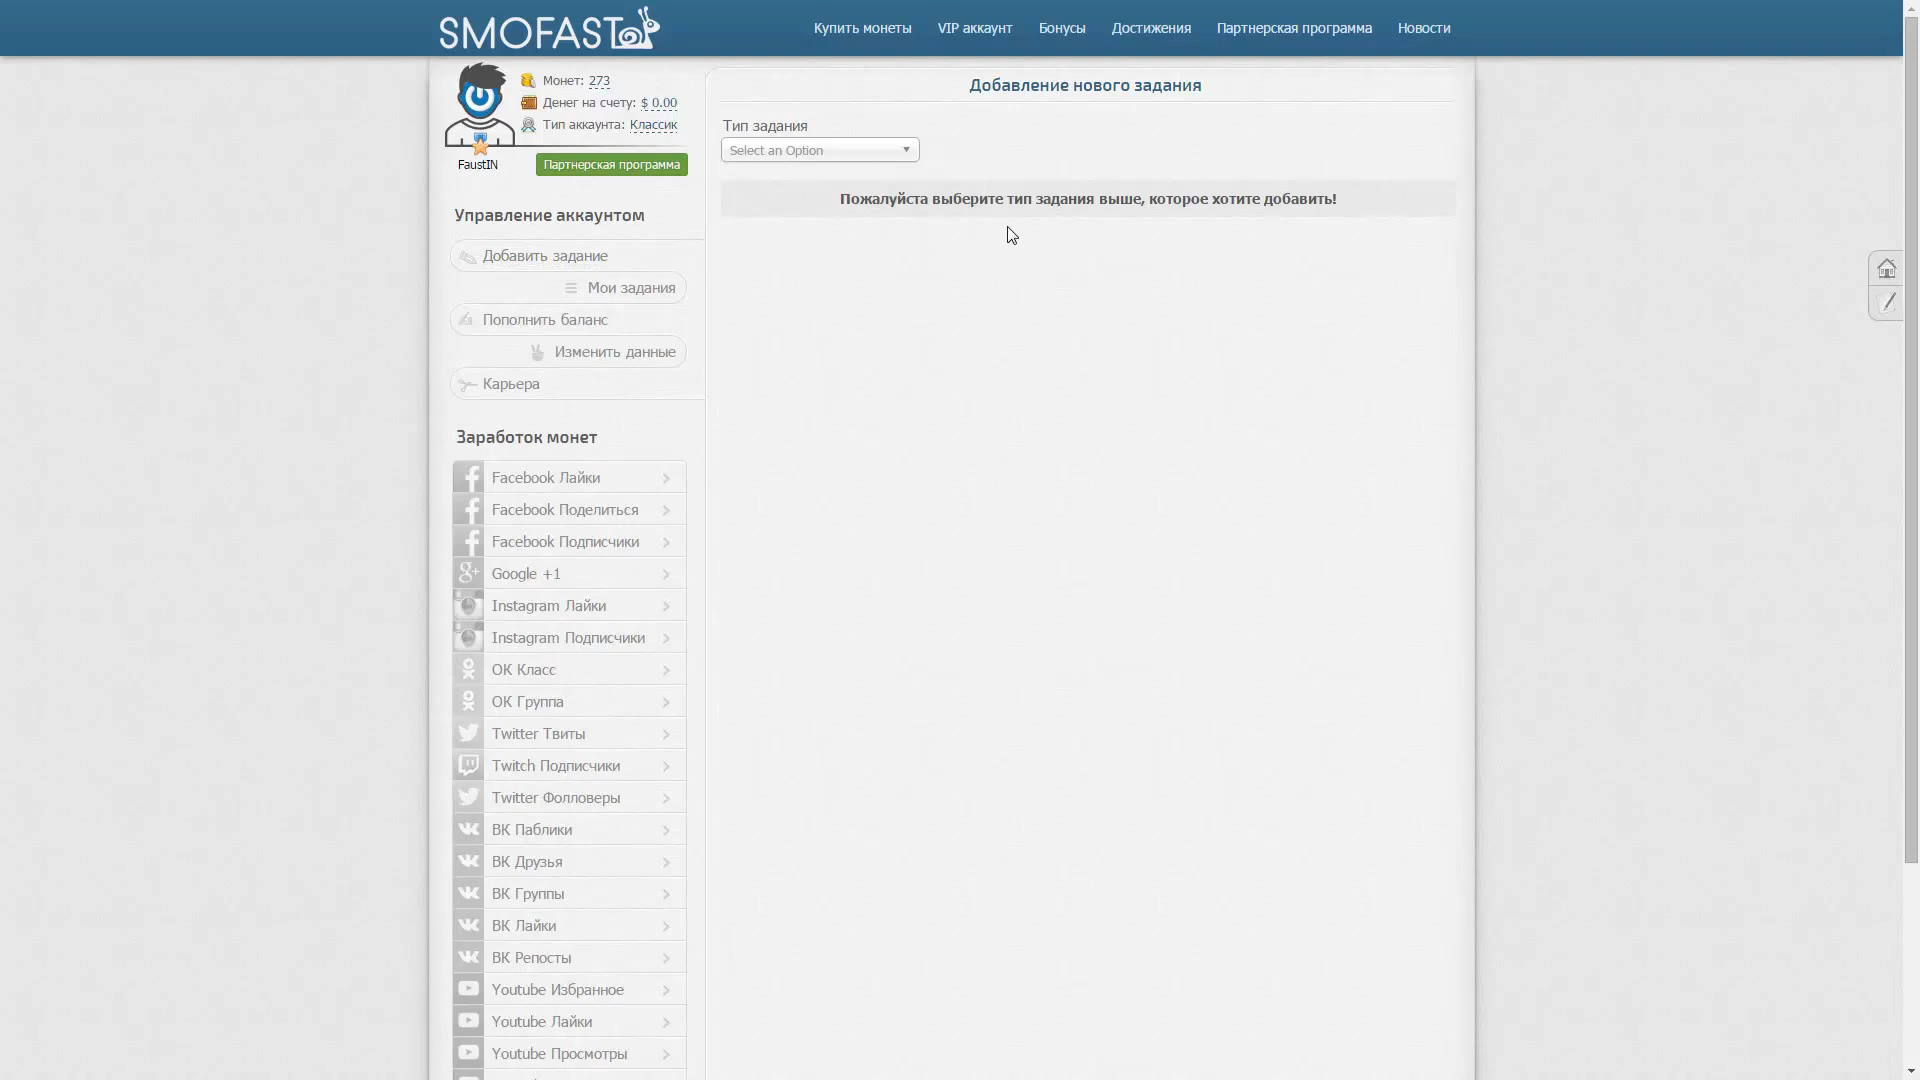 SMOFAST
Купить монеты
VIP аккаунт
Бонусы
Достижения
Партнерская программа
Новости
Монет: 273
Денег на счету: $ 0.00
Тип аккаунта: Классик
FaustIN
Партнерская программа
Управление аккаунтом
Добавить задание
Мои задания
Пополнить баланс
Изменить данные
Карьера
Заработок монет
Facebook Лайки
Facebook Поделиться
Facebook Подписчики
Google +1
Instagram Лайки
Instagram Подписчики
ОК Класс
ОК Группа
Twitter Твиты
Twitch Подписчики
Twitter Фолловеры
ВК Паблики
ВК Друзья
ВК Группы
ВК Лайки
ВК Репосты
Youtube Избранное
Youtube Лайки
Youtube Просмотры
Добавление нового задания
Тип задания
Select an Option
Пожалуйста выберите тип задания выше, которое хотите добавить!